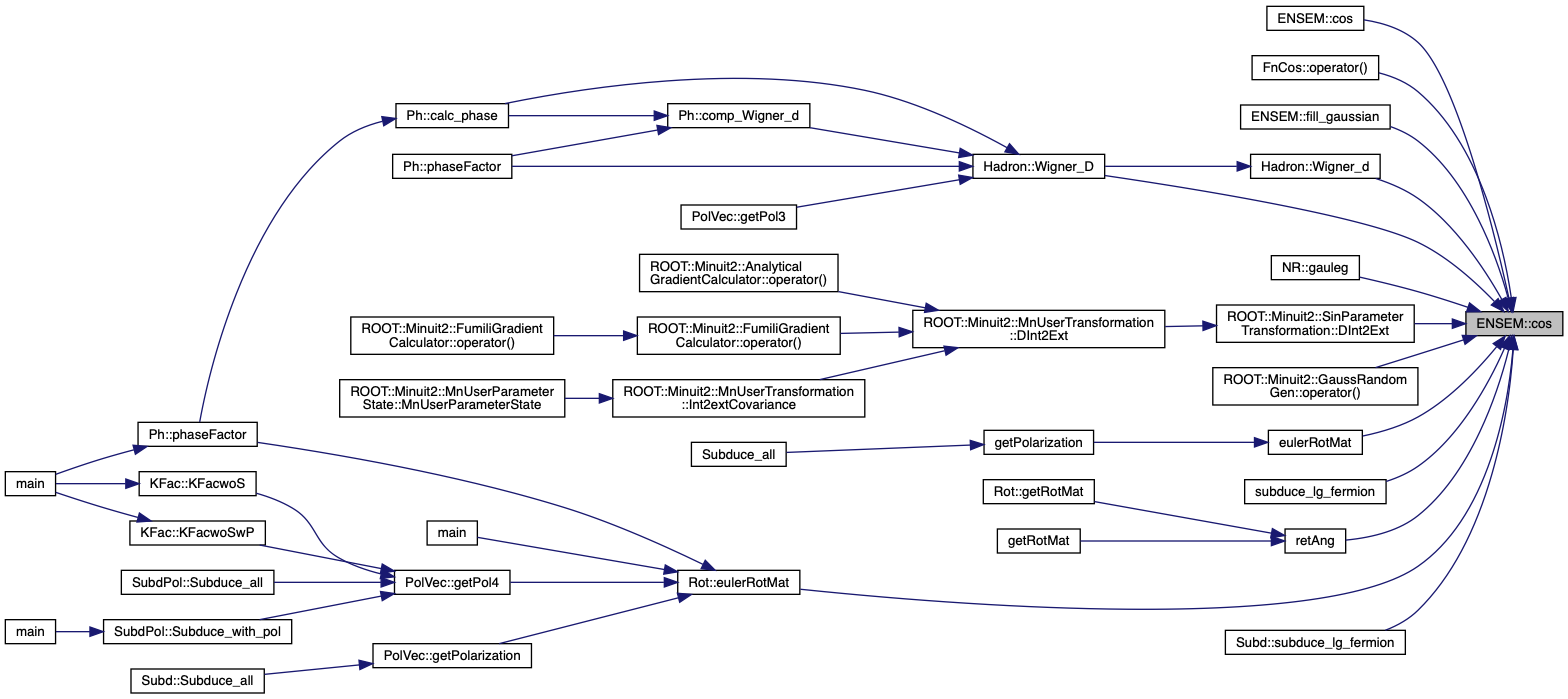 ENSEM::cos
FnCos::operator()
Ph::calc_phase
Ph::comp_Wigner_d
ENSEM::fill_gaussian
Ph::phaseFactor
Hadron::Wigner_D
Hadron::Wigner_d
PolVec::getPol3
ROOT::Minuit2::Analytical
GradientCalculator::operator()
NR::gauleg
ROOT::Minuit2::FumiliGradient
Calculator::operator()
ROOT::Minuit2::FumiliGradient
Calculator::operator()
ROOT::Minuit2::MnUserTransformation
::DInt2Ext
ROOT::Minuit2::SinParameter
Transformation::DInt2Ext
ENSEM::cos
ROOT::Minuit2::MnUserParameter
State::MnUserParameterState
ROOT::Minuit2::MnUserTransformation
::Int2extCovariance
ROOT::Minuit2::GaussRandom
Gen::operator()
Ph::phaseFactor
Subduce_all
getPolarization
eulerRotMat
main
KFac::KFacwoS
Rot::getRotMat
subduce_lg_fermion
KFac::KFacwoSwP
main
getRotMat
retAng
SubdPol::Subduce_all
PolVec::getPol4
Rot::eulerRotMat
main
SubdPol::Subduce_with_pol
PolVec::getPolarization
Subd::subduce_lg_fermion
Subd::Subduce_all